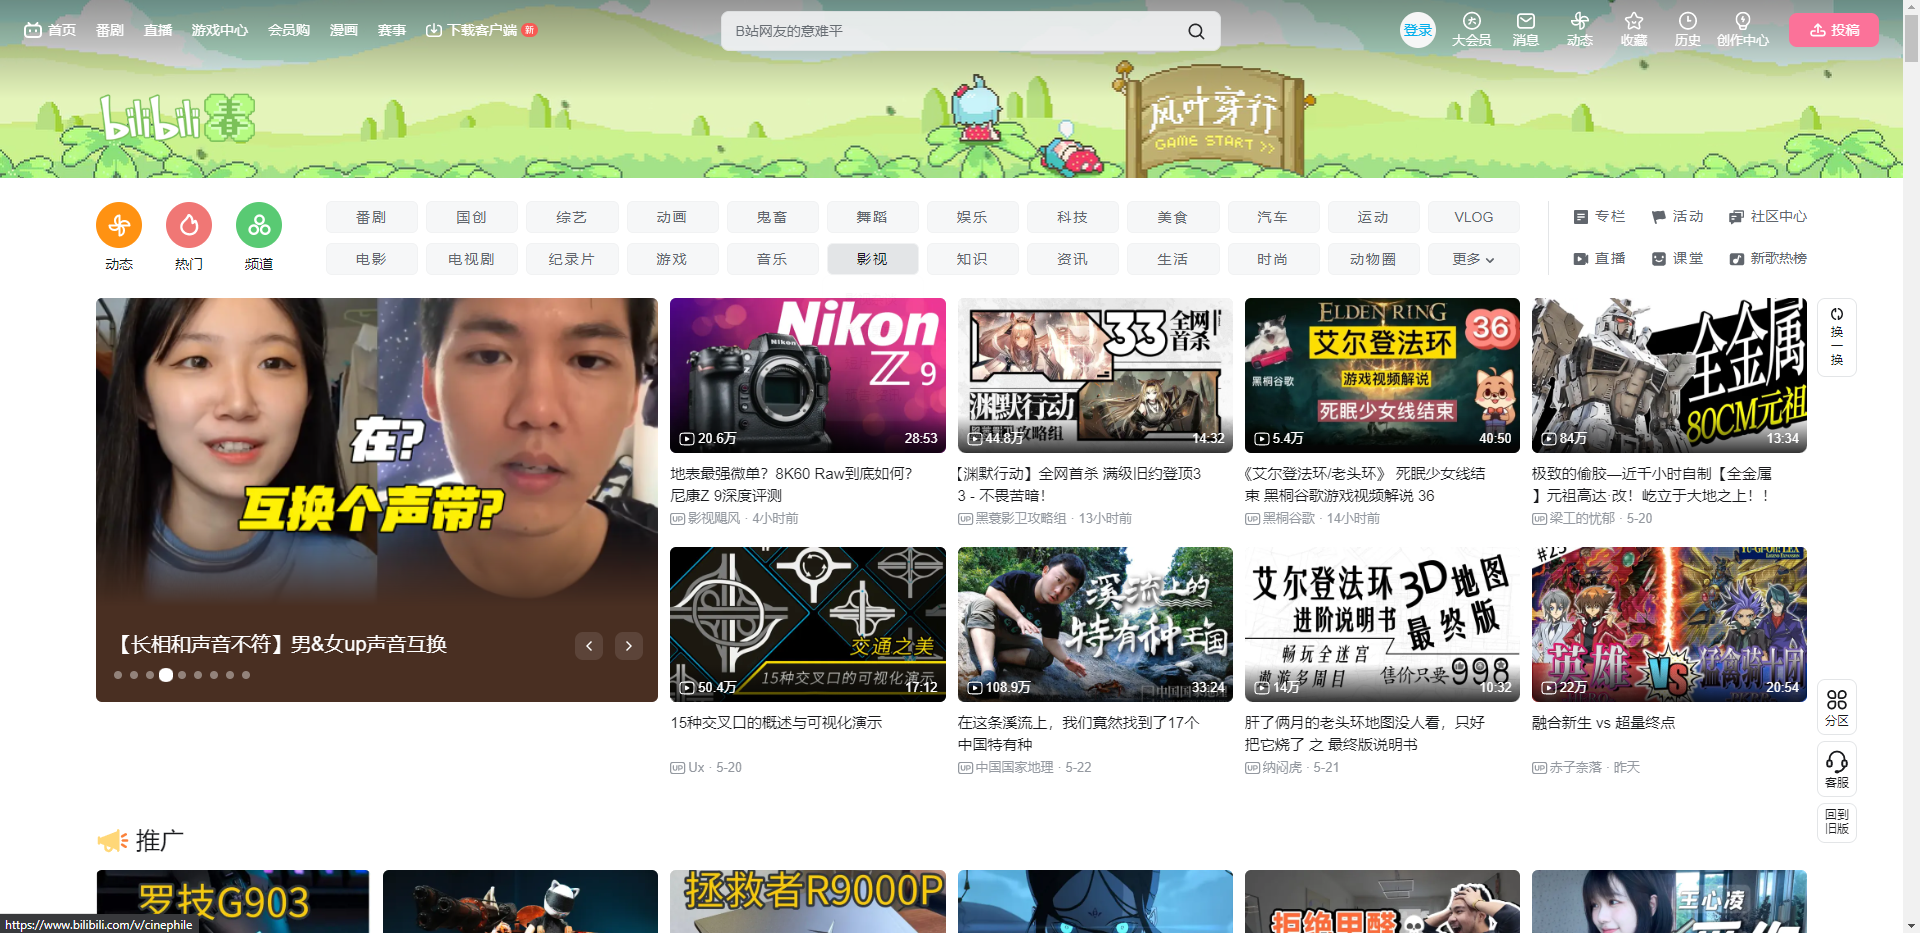 首页 番剧 直播 游戏中心 会员购 漫画 赛事 下载客户端 新
B站网友的意难平
登录 大会员 消息 动态 收藏 历史 创作中心 投稿
bilibili 春
风叶穿行
GAME START >>
动态 热门 频道
番剧 国创 综艺 动画 鬼畜 舞蹈 娱乐 科技 美食 汽车 运动 VLOG
电影 电视剧 纪录片 游戏 音乐 影视 知识 资讯 生活 时尚 动物圈 更多
专栏 活动 社区中心
直播 课堂 新歌热榜
在?
互换个声带?
【长相和声音不符】男&女up声音互换
Nikon
Nikon
Z 9
20.6万 28:53
地表最强微单？8K60 Raw到底如何？
尼康Z 9深度评测
UP 影视飓风 · 4小时前
33 全网首杀
渊默行动
44.8万 14:32
【渊默行动】全网首杀 满级旧约登顶3
3 - 不畏苦暗！
UP 黑蓑影卫攻略组 · 13小时前
ELDEN RING
艾尔登法环
36
黑桐谷歌
游戏视频解说
死眠少女线结束
5.4万 40:50
《艾尔登法环/老头环》 死眠少女线结
束 黑桐谷歌游戏视频解说 36
UP 黑桐谷歌 · 14小时前
全金属
80CM元祖
84万 13:34
极致的偷胶—近千小时自制【全金属
】元祖高达·改！屹立于大地之上！！
UP 梁工的忧郁 · 5-20
换一换
交通之美
15种交叉口的可视化演示
50.4万 17:12
15种交叉口的概述与可视化演示
UP Ux · 5-20
溪流上的
特有种王国
中国国家地理
108.9万 33:24
在这条溪流上，我们竟然找到了17个
中国特有种
UP 中国国家地理 · 5-22
艾尔登法环3D地图
进阶说明书 最终版
畅玩全迷宫
遨游多周目 售价只要998
14万 10:32
肝了俩月的老头环地图没人看，只好
把它烧了 之 最终版说明书
UP 纳闷虎 · 5-21
#25
YU-GI-OH! LEX
英雄 VS 猛禽骑士团
22万 20:54
融合新生 vs 超量终点
UP 赤子奈落 · 昨天
分区
客服
回到
旧版
推广
罗技G903
拯救者R9000P
拒绝甲醛
王心凌
https://www.bilibili.com/v/cinephile